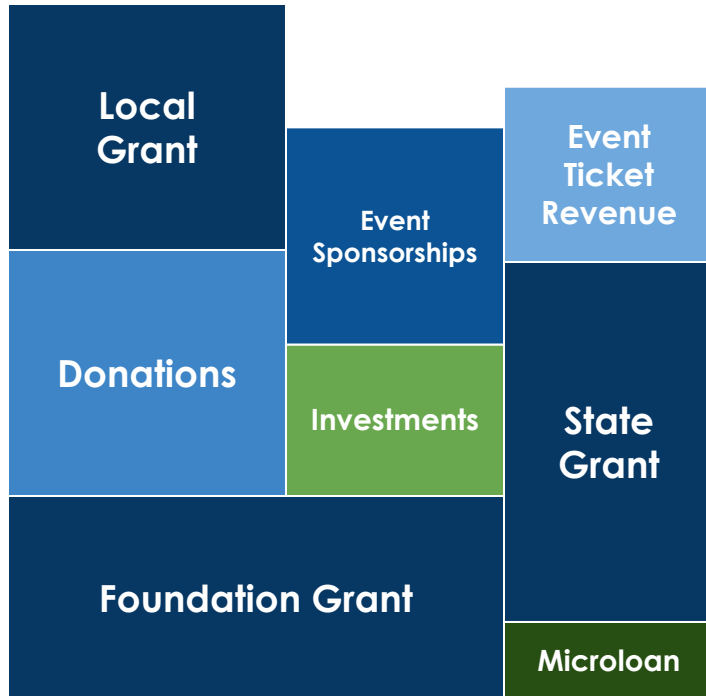 Local
Grant
Event
Ticket
Revenue
Event
Sponsorships
Donations
Investments
State
Grant
Foundation Grant
Microloan